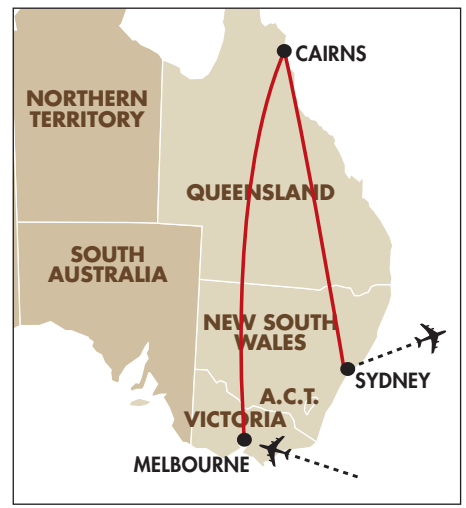 CAIRNS
NORTHERN
TERRITORY
QUEENSLAND
SOUTH
AUSTRALIA
NEW SOUTH
WALES
SYDNEY
A.C.T.
VICTORIA
MELBOURNE